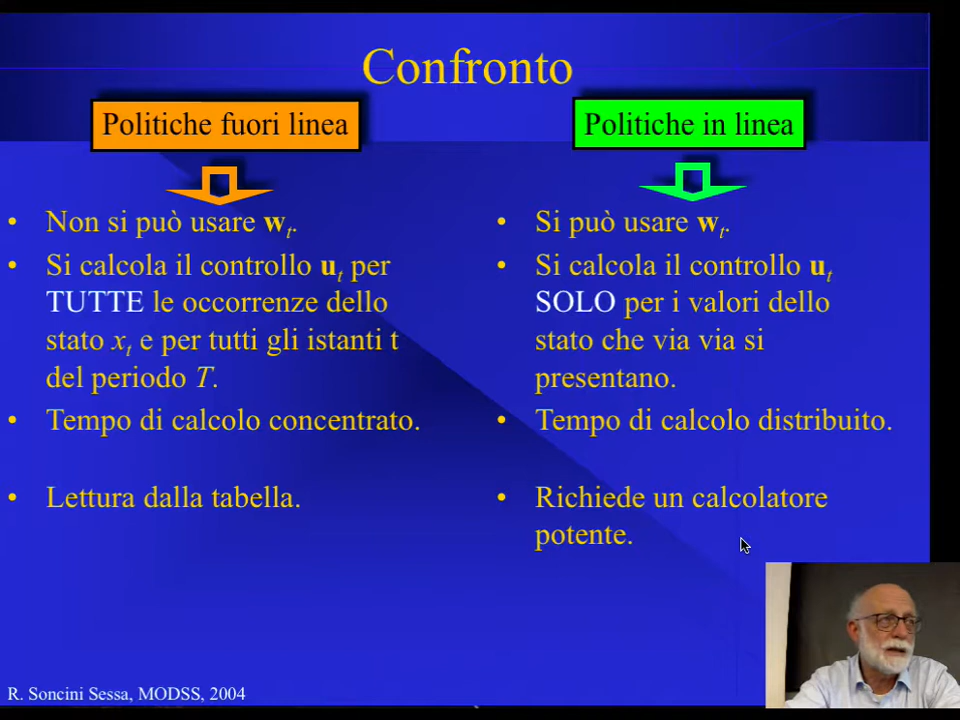 Confronto
Politiche fuori linea
• Non si può usare wt.
• Si calcola il controllo ut per
TUTTE le occorrenze dello
stato xt e per tutti gli istanti t
del periodo T.
• Tempo di calcolo concentrato.
• Lettura dalla tabella.
Politiche in linea
• Si può usare wt.
• Si calcola il controllo ut
SOLO per i valori dello
stato che via via si
presentano.
• Tempo di calcolo distribuito.
• Richiede un calcolatore
potente.
R. Soncini Sessa, MODSS, 2004